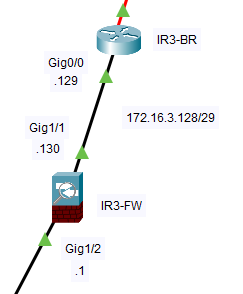 IR3-BR
Gig0/0
.129
172.16.3.128/29
Gig1/1
.130
IR3-FW
Gig1/2
.1